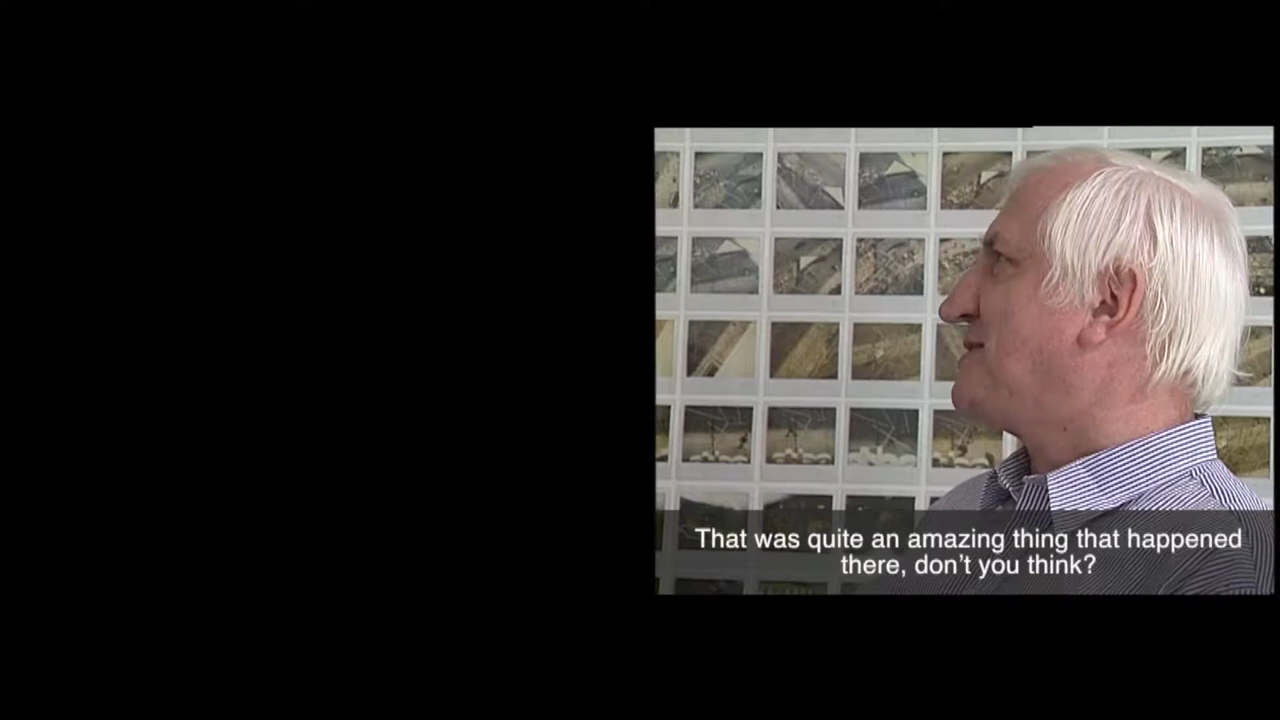 That was quite an amazing thing that happened
there, don't you think?